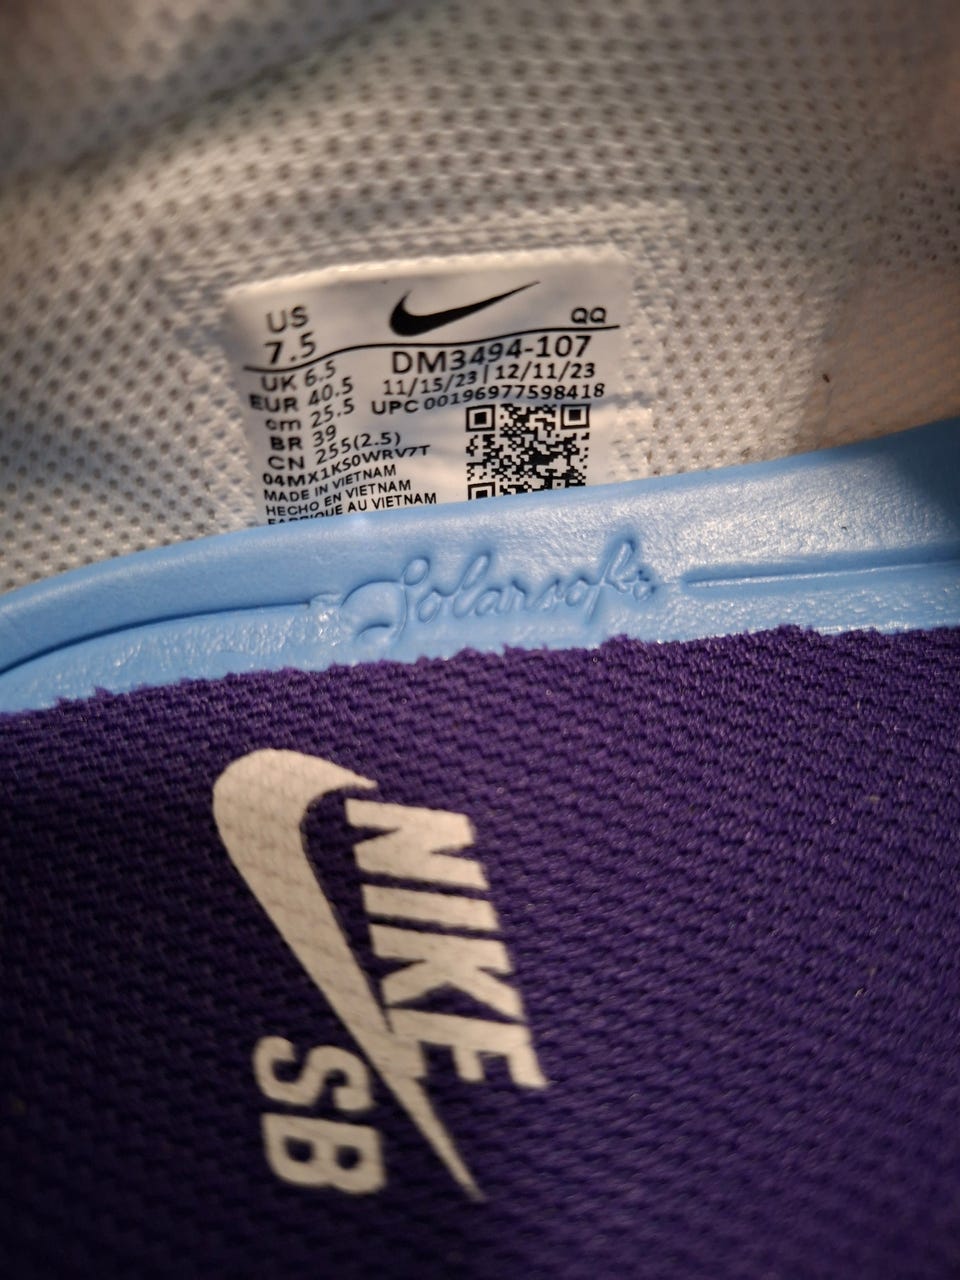 US
7.5
QQ
DM3494-107
11/15/23 | 12/11/23
UPC 00196977598418
UK 6.5
EUR 40.5
cm 25.5
BR 39
CN 255(2.5)
04MX1KS0WRV7T
MADE IN VIETNAM
HECHO EN VIETNAM
FABRIQUE AU VIETNAM
Solarsoft
NIKE
SB